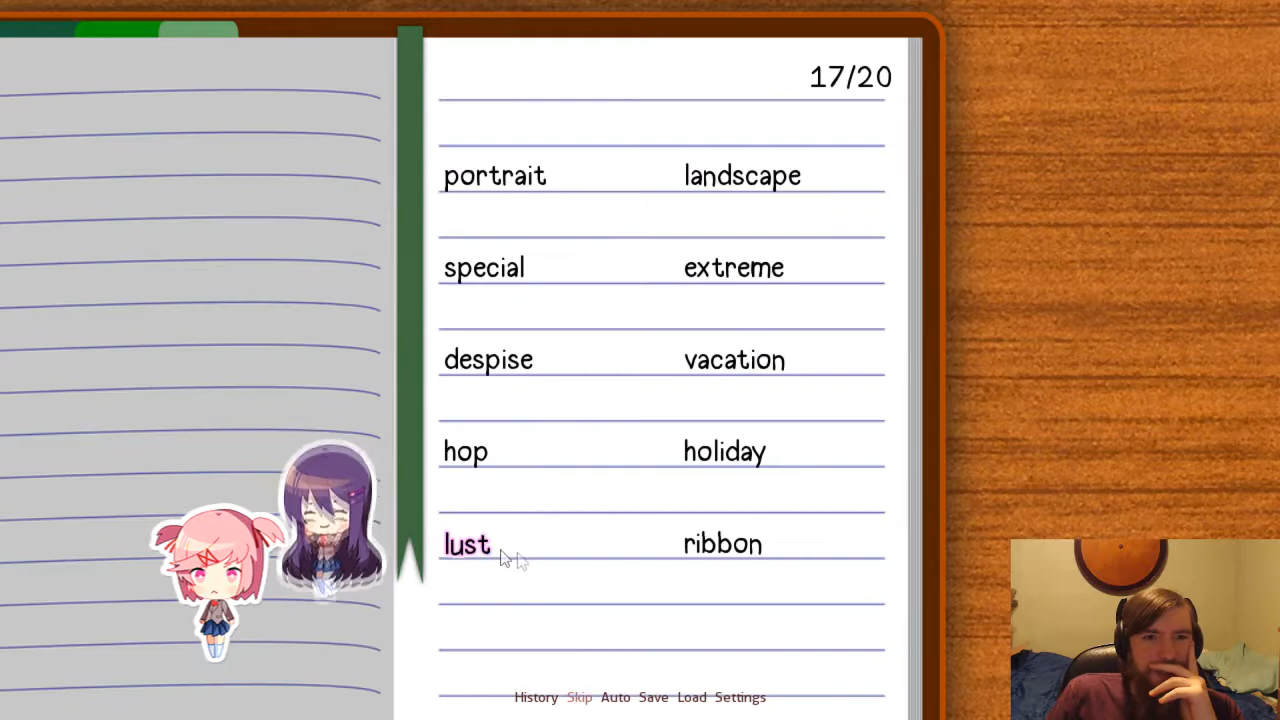 17/20
portrait landscape
special extreme
despise vacation
hop holiday
lust ribbon
History Skip Auto Save Load Settings